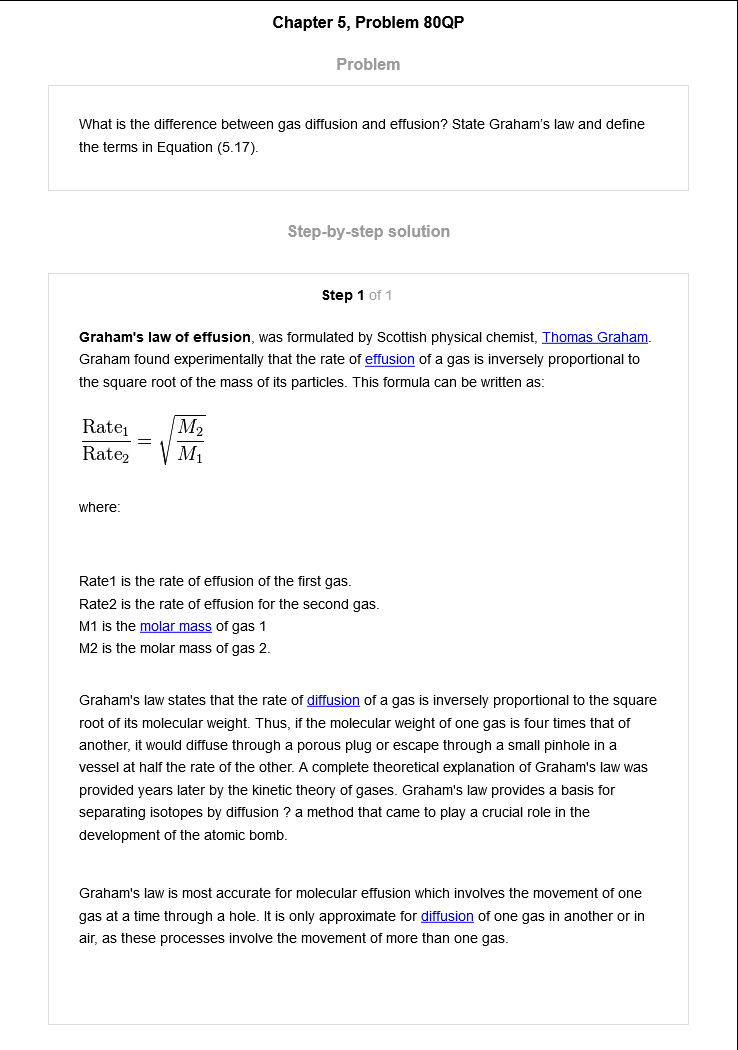 Chapter 5, Problem 80QP
Problem
What is the difference between gas diffusion and effusion? State Graham's law and define
the terms in Equation (5.17).
Step-by-step solution
Step 1 of 1
Graham's law of effusion, was formulated by Scottish physical chemist, Thomas Graham.
Graham found experimentally that the rate of effusion of a gas is inversely proportional to
the square root of the mass of its particles. This formula can be written as:
Rate₁/Rate₂ = √(M₂/M₁)
where:
Rate1 is the rate of effusion of the first gas.
Rate2 is the rate of effusion for the second gas.
M1 is the molar mass of gas 1
M2 is the molar mass of gas 2.
Graham's law states that the rate of diffusion of a gas is inversely proportional to the square
root of its molecular weight. Thus, if the molecular weight of one gas is four times that of
another, it would diffuse through a porous plug or escape through a small pinhole in a
vessel at half the rate of the other. A complete theoretical explanation of Graham's law was
provided years later by the kinetic theory of gases. Graham's law provides a basis for
separating isotopes by diffusion ? a method that came to play a crucial role in the
development of the atomic bomb.
Graham's law is most accurate for molecular effusion which involves the movement of one
gas at a time through a hole. It is only approximate for diffusion of one gas in another or in
air, as these processes involve the movement of more than one gas.